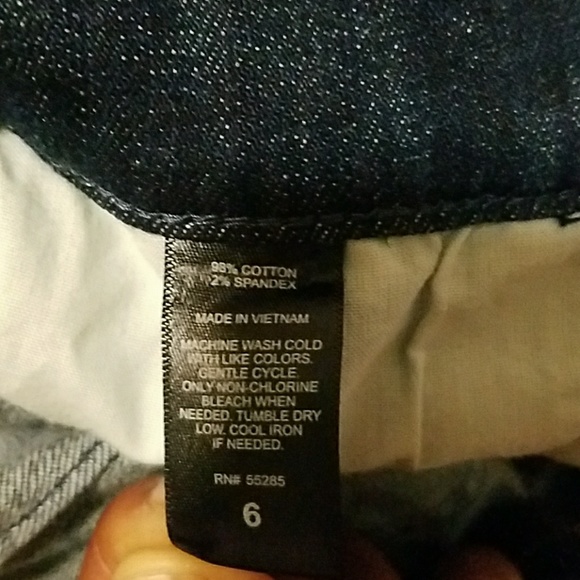 98% COTTON
2% SPANDEX
MADE IN VIETNAM
MACHINE WASH COLD
WITH LIKE COLORS.
GENTLE CYCLE.
ONLY NON-CHLORINE
BLEACH WHEN
NEEDED. TUMBLE DRY
LOW. COOL IRON
IF NEEDED.
RN# 55285
6